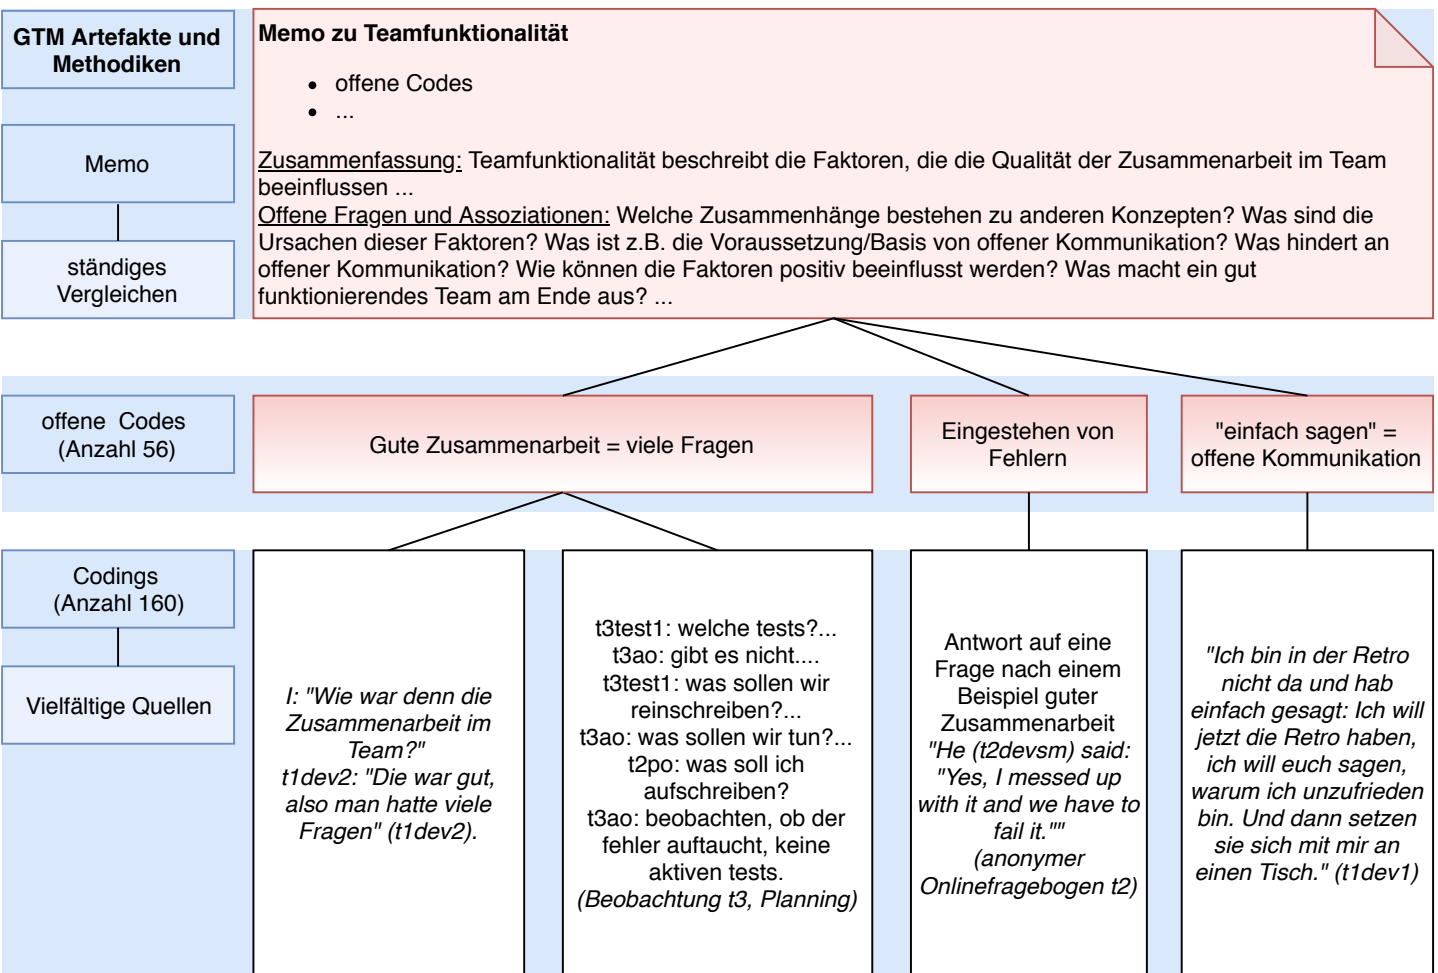 GTM Artefakte und
Methodiken
Memo zu Teamfunktionalität
• offene Codes
• ...
Memo
Zusammenfassung: Teamfunktionalität beschreibt die Faktoren, die die Qualität der Zusammenarbeit im Team
beeinflussen ...
Offene Fragen und Assoziationen: Welche Zusammenhänge bestehen zu anderen Konzepten? Was sind die
Ursachen dieser Faktoren? Was ist z.B. die Voraussetzung/Basis von offener Kommunikation? Was hindert an
offener Kommunikation? Wie können die Faktoren positiv beeinflusst werden? Was macht ein gut
funktionierendes Team am Ende aus? ...
ständiges
Vergleichen
offene Codes
(Anzahl 56)
Gute Zusammenarbeit = viele Fragen
Eingestehen von
Fehlern
"einfach sagen" =
offene Kommunikation
Codings
(Anzahl 160)
Vielfältige Quellen
I: "Wie war denn die
Zusammenarbeit im
Team?"
t1dev2: "Die war gut,
also man hatte viele
Fragen" (t1dev2).
t3test1: welche tests?...
t3ao: gibt es nicht....
t3test1: was sollen wir
reinschreiben?...
t3ao: was sollen wir tun?...
t2po: was soll ich
aufschreiben?
t3ao: beobachten, ob der
fehler auftaucht, keine
aktiven tests.
(Beobachtung t3, Planning)
Antwort auf eine
Frage nach einem
Beispiel guter
Zusammenarbeit
"He (t2devsm) said:
"Yes, I messed up
with it and we have to
fail it.""
(anonymer
Onlinefragebogen t2)
"Ich bin in der Retro
nicht da und hab
einfach gesagt: Ich will
jetzt die Retro haben,
ich will euch sagen,
warum ich unzufrieden
bin. Und dann setzen
sie sich mit mir an
einen Tisch." (t1dev1)